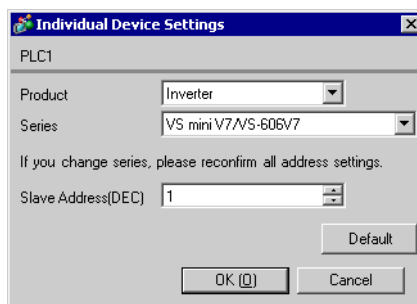 Individual Device Settings
PLC1
Product Inverter
Series VS mini V7/VS-606V7
If you change series, please reconfirm all address settings.
Slave Address(DEC) 1
Default
OK (O) Cancel